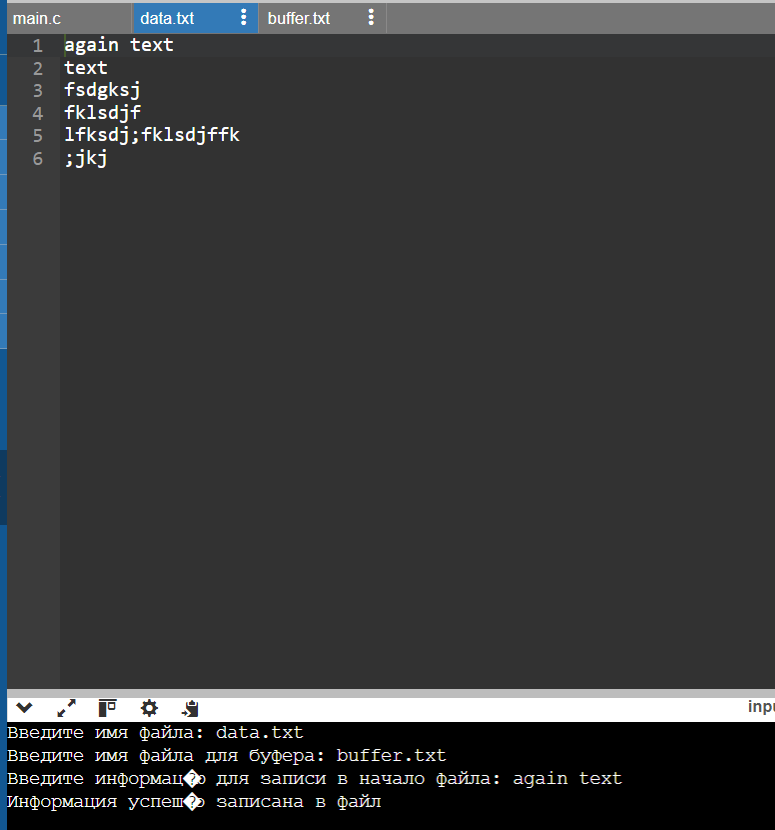 main.c data.txt buffer.txt
1 again text
2 text
3 fsdgksj
4 fklsdjf
5 lfksdj;fklsdjffk
6 ;jkj
inpu
Введите имя файла: data.txt
Введите имя файла для буфера: buffer.txt
Введите информац�ю для записи в начало файла: again text
Информация успеш�о записана в файл